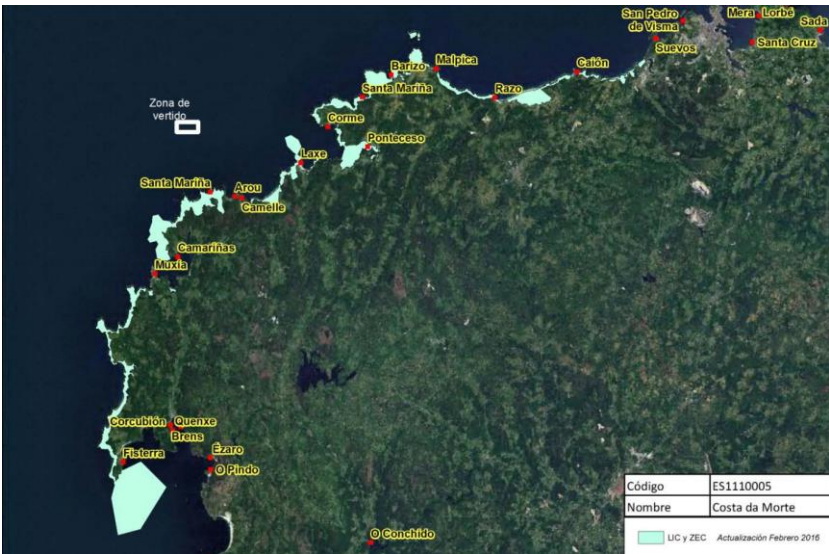 San Pedro
de Visma
Mera
Lorbé
Sada
Suevos
Santa Cruz
Barizo
Malpica
Caión
Santa Mariña
Razo
Zona de
vertido
Corme
Ponteceso
Laxe
Santa Mariña
Arou
Camelle
Camariñas
Muxia
Corcubión
Quenxe
Brens
Fisterra
Ézaro
O Pindo
O Conchido
Código ES1110005
Nombre Costa da Morte
LIC y ZEC Actualización Febrero 2016